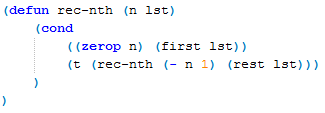 (defun rec-nth (n lst)
    (cond
        ((zerop n) (first lst))
        (t (rec-nth (- n 1) (rest lst)))
    )
)